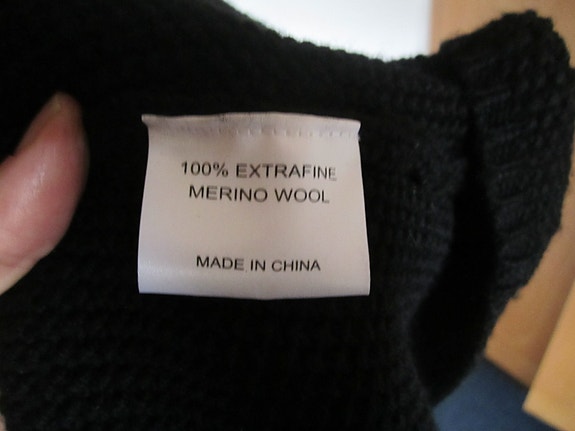 100% EXTRAFINE
MERINO WOOL
MADE IN CHINA